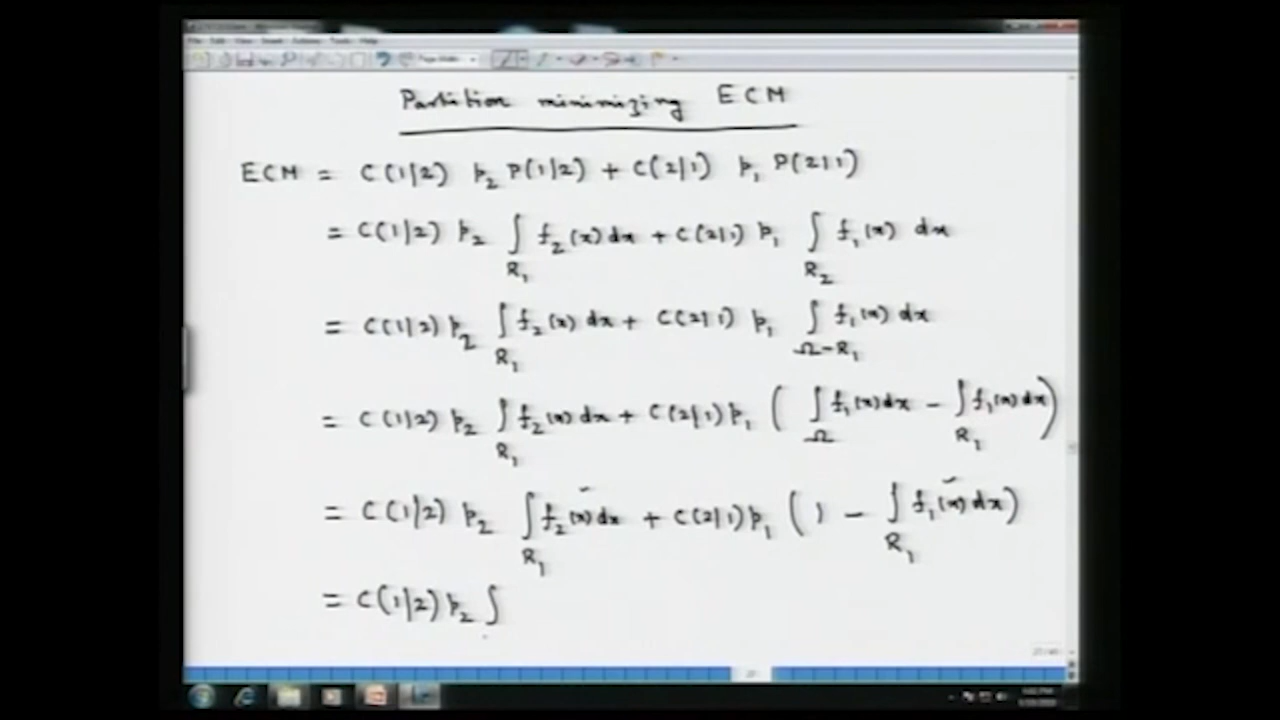 Partition minimizing ECM
ECM = C(1|2) p₂ P(1|2) + C(2|1) p₁ P(2|1)
= C(1|2) p₂ ∫_{R₁} f₂(x) dx + C(2|1) p₁ ∫_{R₂} f₁(x) dx
= C(1|2) p₂ ∫_{R₁} f₂(x) dx + C(2|1) p₁ ∫_{Ω-R₁} f₁(x) dx
= C(1|2) p₂ ∫_{R₁} f₂(x) dx + C(2|1) p₁ ( ∫_{Ω} f₁(x) dx - ∫_{R₁} f₁(x) dx )
= C(1|2) p₂ ∫_{R₁} f₂(x) dx + C(2|1) p₁ ( 1 - ∫_{R₁} f₁(x) dx )
= C(1|2) p₂ ∫